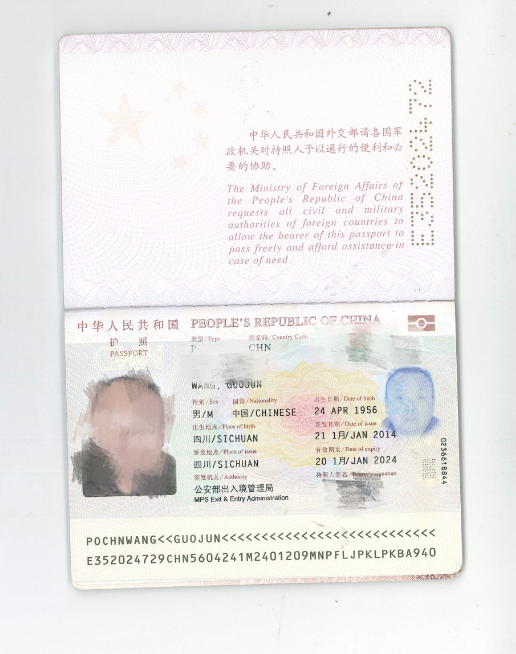 中华人民共和国外交部请各国军
政机关对持照人予以通行的便利和必
要的协助。
The Ministry of Foreign Affairs of
the People's Republic of China
requests all civil and military
authorities of foreign countries to
allow the bearer of this passport to
pass freely and afford assistance in
case of need.
中华人民共和国 PEOPLE'S REPUBLIC OF CHINA
护 照 类型/Type 国家码/Country Code
PASSPORT P CHN
WANG, GUOJUN
性别/Sex 国籍/Nationality 出生日期/Date of birth
男/M 中国/CHINESE 24 APR 1956
出生地点/Place of birth 签发日期/Date of issue
四川/SICHUAN 21 1月/JAN 2014
签发地点/Place of issue 有效期至/Date of expiry
四川/SICHUAN 20 1月/JAN 2024
签发机关/Authority 持照人签名/
公安部出入境管理局
MPS Exit & Entry Administration
0236618844
POCHNWANG<<GUOJUN<<<<<<<<<<<<<<<<<<<<<<<<<<<
E352024729CHN5604241M2401209MNPFLJPKLPKBA940